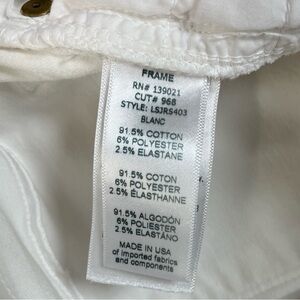 FRAME
RN# 139021
CUT# 968
STYLE: LSJRS403
BLANC
91.5% COTTON
6% POLYESTER
2.5% ELASTANE
91.5% COTON
6% POLYESTER
2.5% ÉLASTHANNE
91.5% ALGODÓN
6% POLIESTER
2.5% ELASTANO
MADE IN USA
of imported fabrics
and components